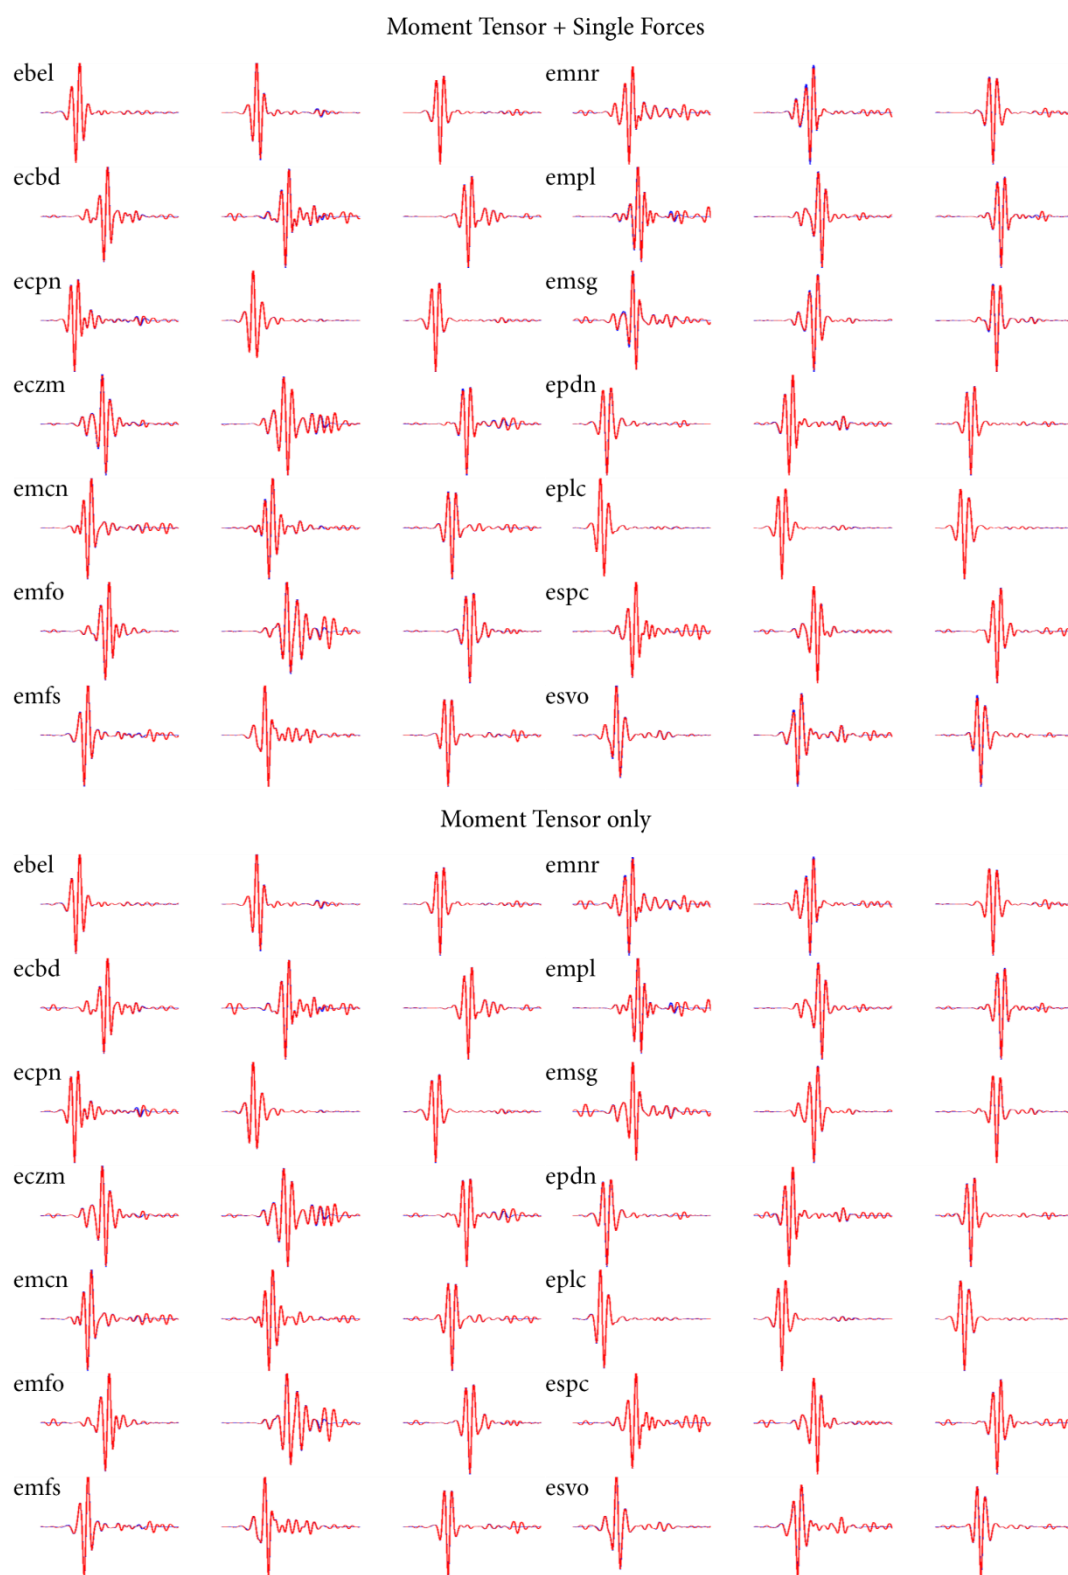 Moment Tensor + Single Forces
ebel emnr
ecbd empl
ecpn emsg
eczm epdn
emcn eplc
emfo espc
emfs esvo
Moment Tensor only
ebel emnr
ecbd empl
ecpn emsg
eczm epdn
emcn eplc
emfo espc
emfs esvo